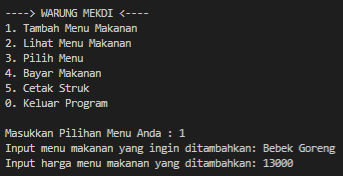 ----> WARUNG MEKDI <----
1. Tambah Menu Makanan
2. Lihat Menu Makanan
3. Pilih Menu
4. Bayar Makanan
5. Cetak Struk
0. Keluar Program
Masukkan Pilihan Menu Anda : 1
Input menu makanan yang ingin ditambahkan: Bebek Goreng
Input harga menu makanan yang ditambahkan: 13000